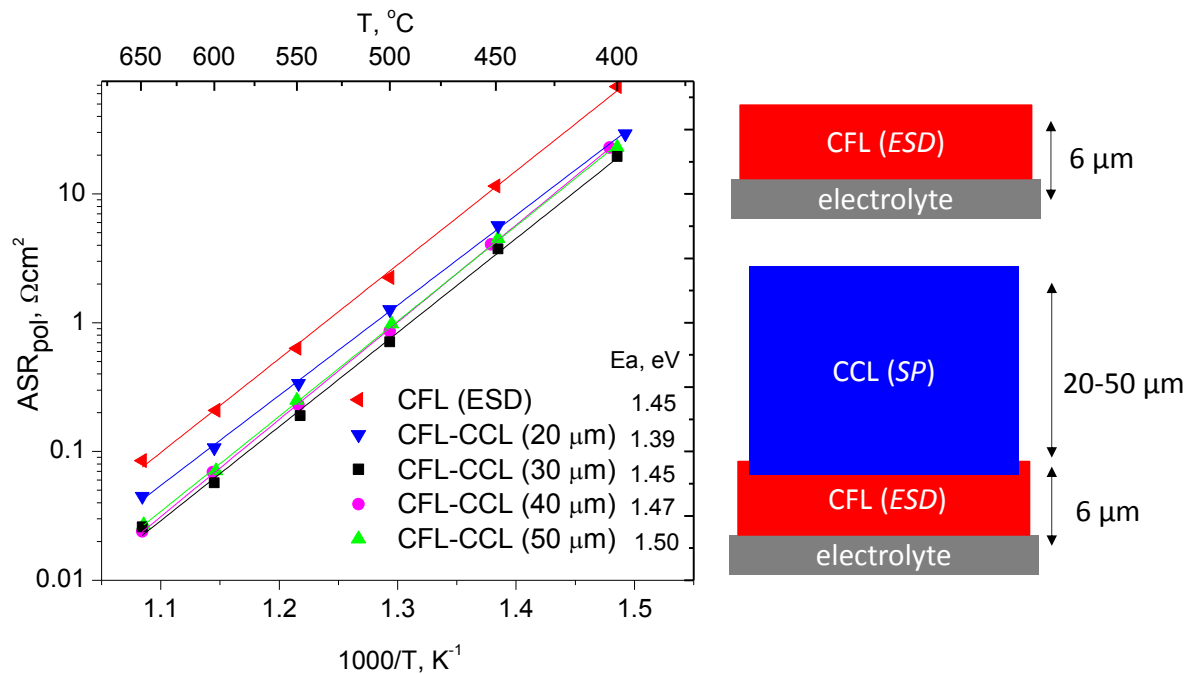 T, °C
650 600 550 500 450 400
10
1
0.1
0.01
ASRpol, Ωcm²
Ea, eV
CFL (ESD) 1.45
CFL-CCL (20 μm) 1.39
CFL-CCL (30 μm) 1.45
CFL-CCL (40 μm) 1.47
CFL-CCL (50 μm) 1.50
1.1 1.2 1.3 1.4 1.5
1000/T, K⁻¹
CFL (ESD)
6 μm
electrolyte
CCL (SP)
20-50 μm
CFL (ESD)
6 μm
electrolyte